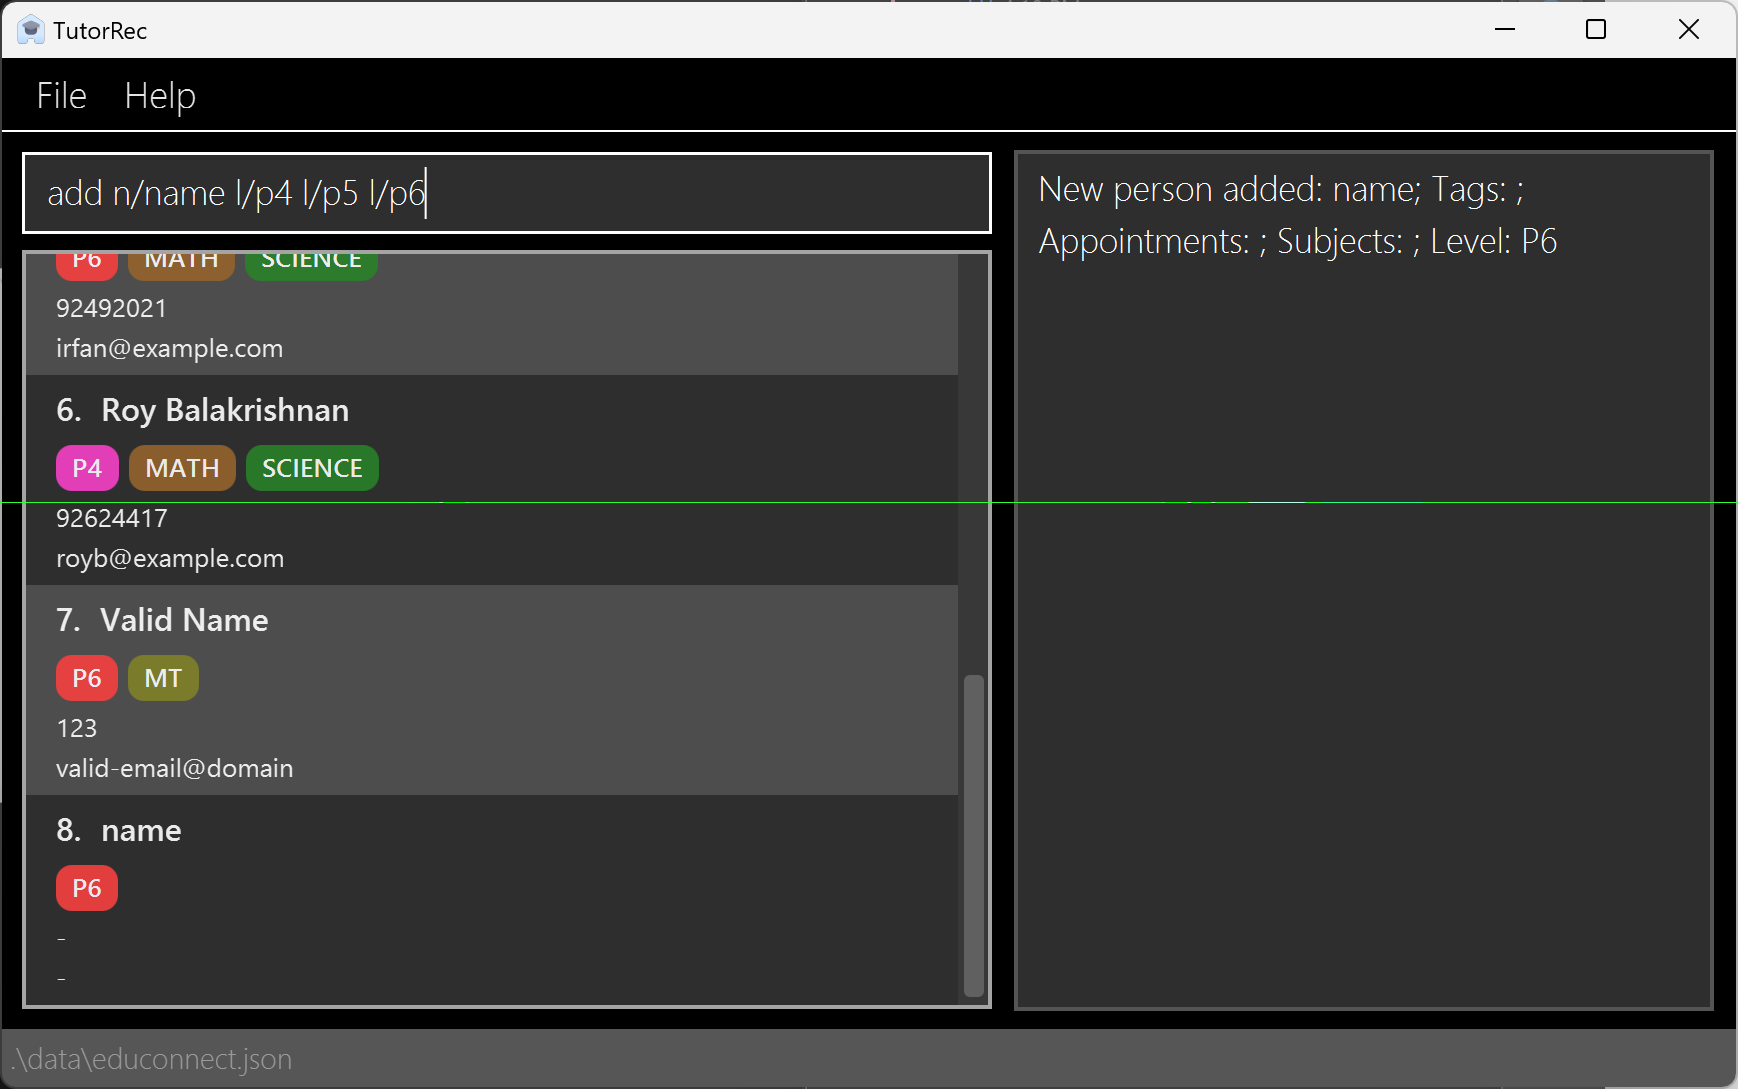 TutorRec
File Help
add n/name l/p4 l/p5 l/p6
P6 MATH SCIENCE
92492021
irfan@example.com
6. Roy Balakrishnan
P4 MATH SCIENCE
92624417
royb@example.com
7. Valid Name
P6 MT
123
valid-email@domain
8. name
P6
-
-
New person added: name; Tags: ;
Appointments: ; Subjects: ; Level: P6
.\data\educonnect.json